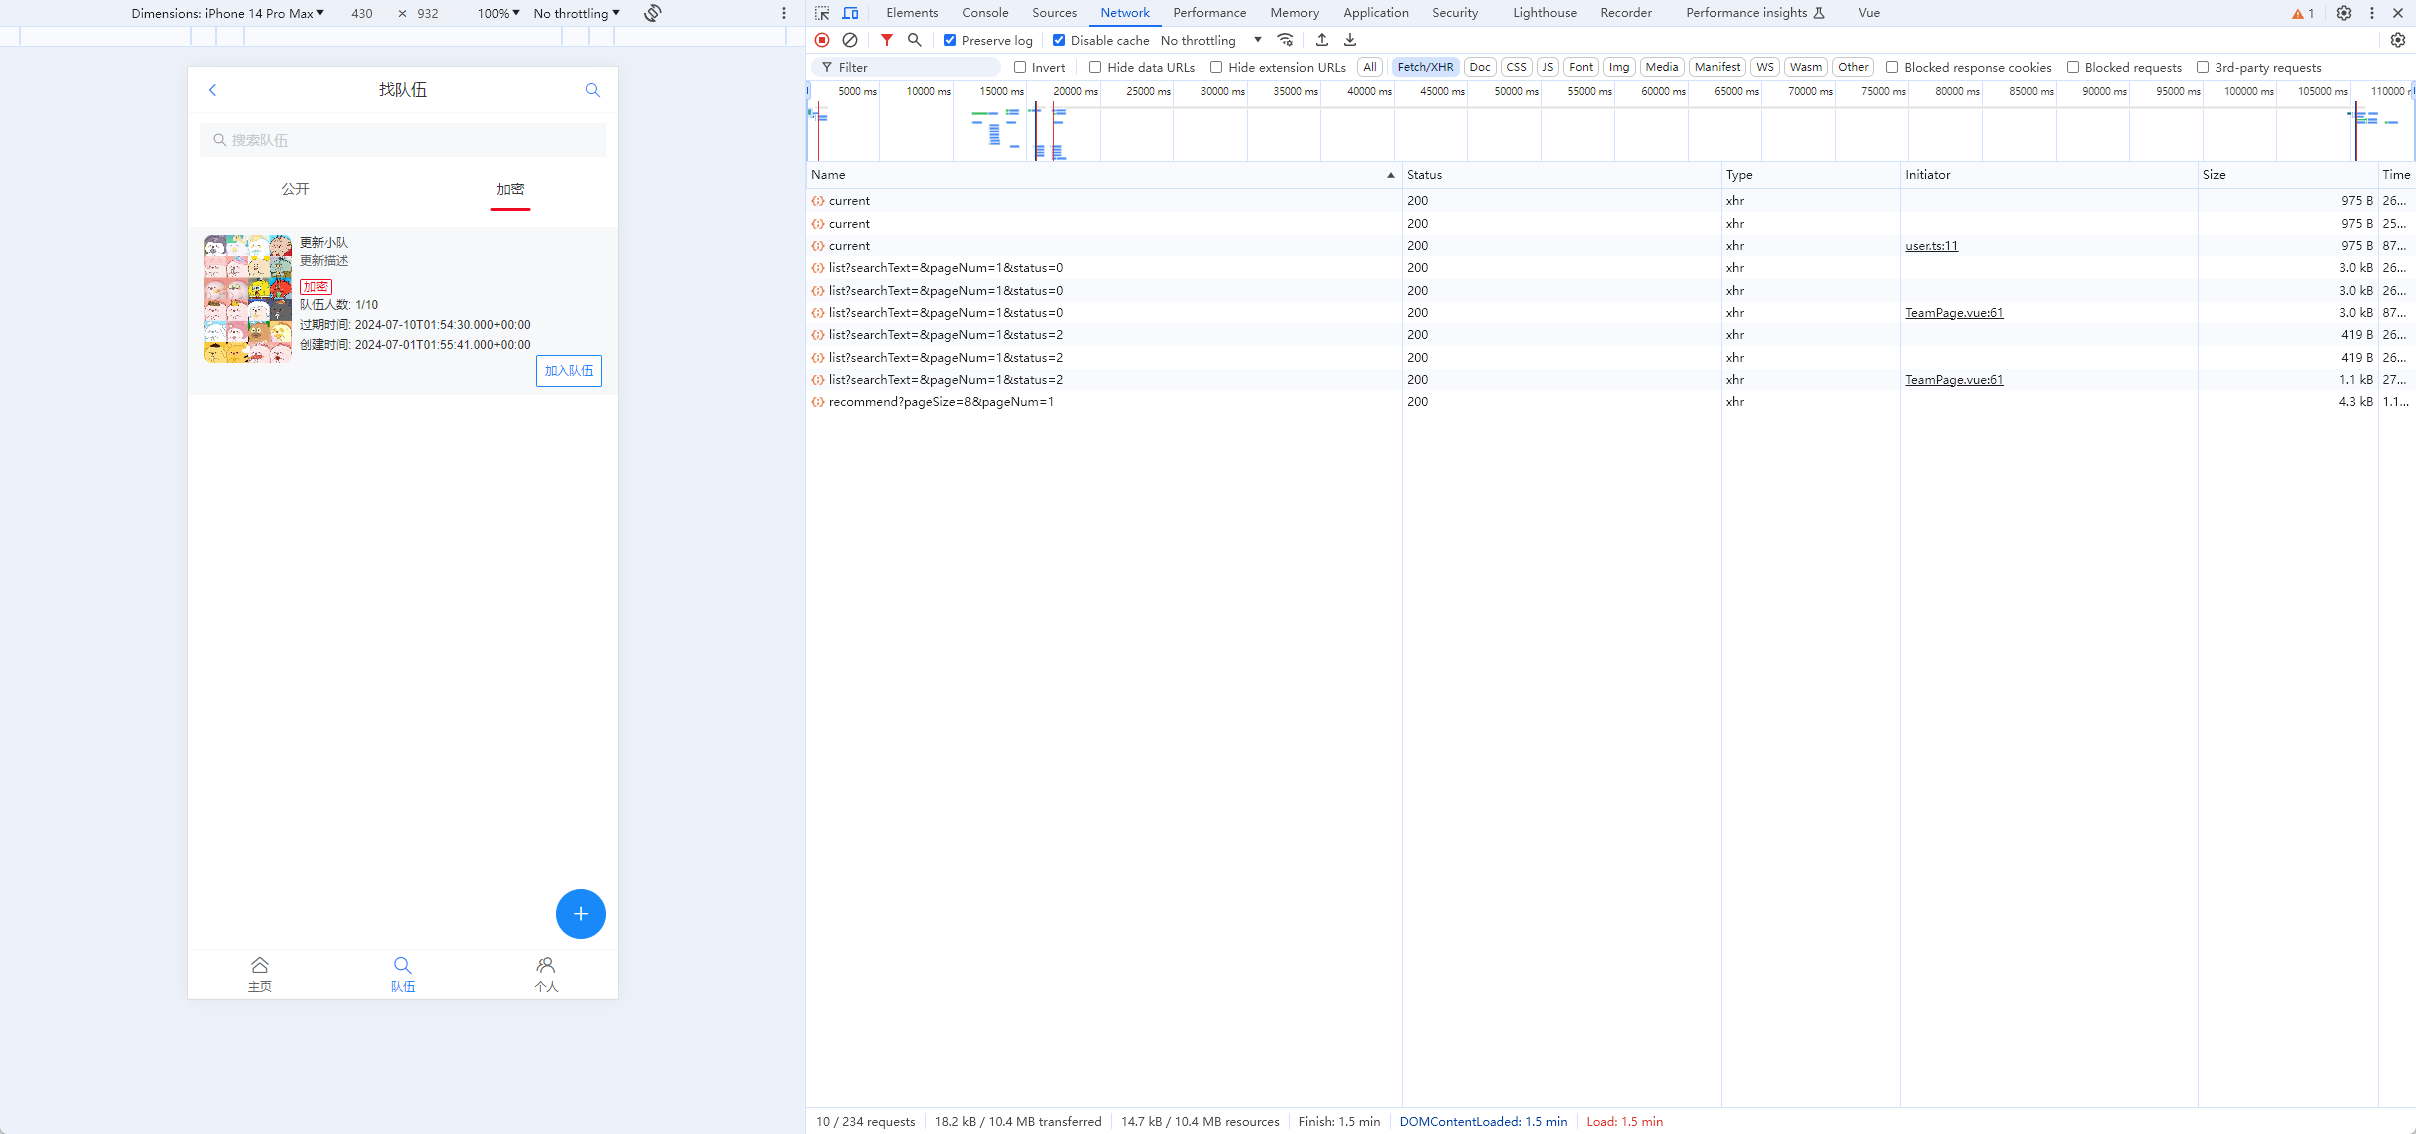 Dimensions: iPhone 14 Pro Max 430 × 932 100% No throttling
找队伍
搜索队伍
公开 加密
更新小队
更新描述
加密
队伍人数: 1/10
过期时间: 2024-07-10T01:54:30.000+00:00
创建时间: 2024-07-01T01:55:41.000+00:00
加入队伍
主页 队伍 个人
Elements Console Sources Network Performance Memory Application Security Lighthouse Recorder Performance insights Vue 1
Preserve log Disable cache No throttling
Filter Invert Hide data URLs Hide extension URLs All Fetch/XHR Doc CSS JS Font Img Media Manifest WS Wasm Other Blocked response cookies Blocked requests 3rd-party requests
5000 ms 10000 ms 15000 ms 20000 ms 25000 ms 30000 ms 35000 ms 40000 ms 45000 ms 50000 ms 55000 ms 60000 ms 65000 ms 70000 ms 75000 ms 80000 ms 85000 ms 90000 ms 95000 ms 100000 ms 105000 ms 110000
Name Status Type Initiator Size Time
current 200 xhr 975 B 26...
current 200 xhr 975 B 25...
current 200 xhr user.ts:11 975 B 87...
list?searchText=&pageNum=1&status=0 200 xhr 3.0 kB 26...
list?searchText=&pageNum=1&status=0 200 xhr 3.0 kB 26...
list?searchText=&pageNum=1&status=0 200 xhr TeamPage.vue:61 3.0 kB 87...
list?searchText=&pageNum=1&status=2 200 xhr 419 B 26...
list?searchText=&pageNum=1&status=2 200 xhr 419 B 26...
list?searchText=&pageNum=1&status=2 200 xhr TeamPage.vue:61 1.1 kB 27...
recommend?pageSize=8&pageNum=1 200 xhr 4.3 kB 1.1...
10 / 234 requests 18.2 kB / 10.4 MB transferred 14.7 kB / 10.4 MB resources Finish: 1.5 min DOMContentLoaded: 1.5 min Load: 1.5 min